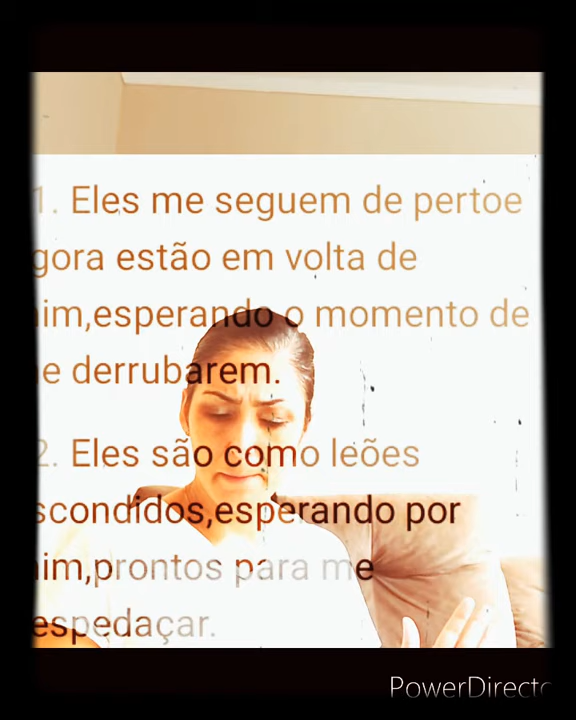 1. Eles me seguem de pertoe
gora estão em volta de
im,esperando o momento de
e derrubarem.
2. Eles são como leões
scondidos,esperando por
im,prontos para me
espedaçar.
PowerDirecto